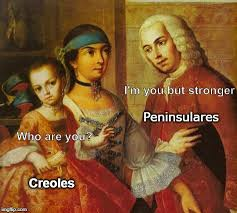 I'm you but stronger
Peninsulares
Who are you?
Creoles
imgflip.com